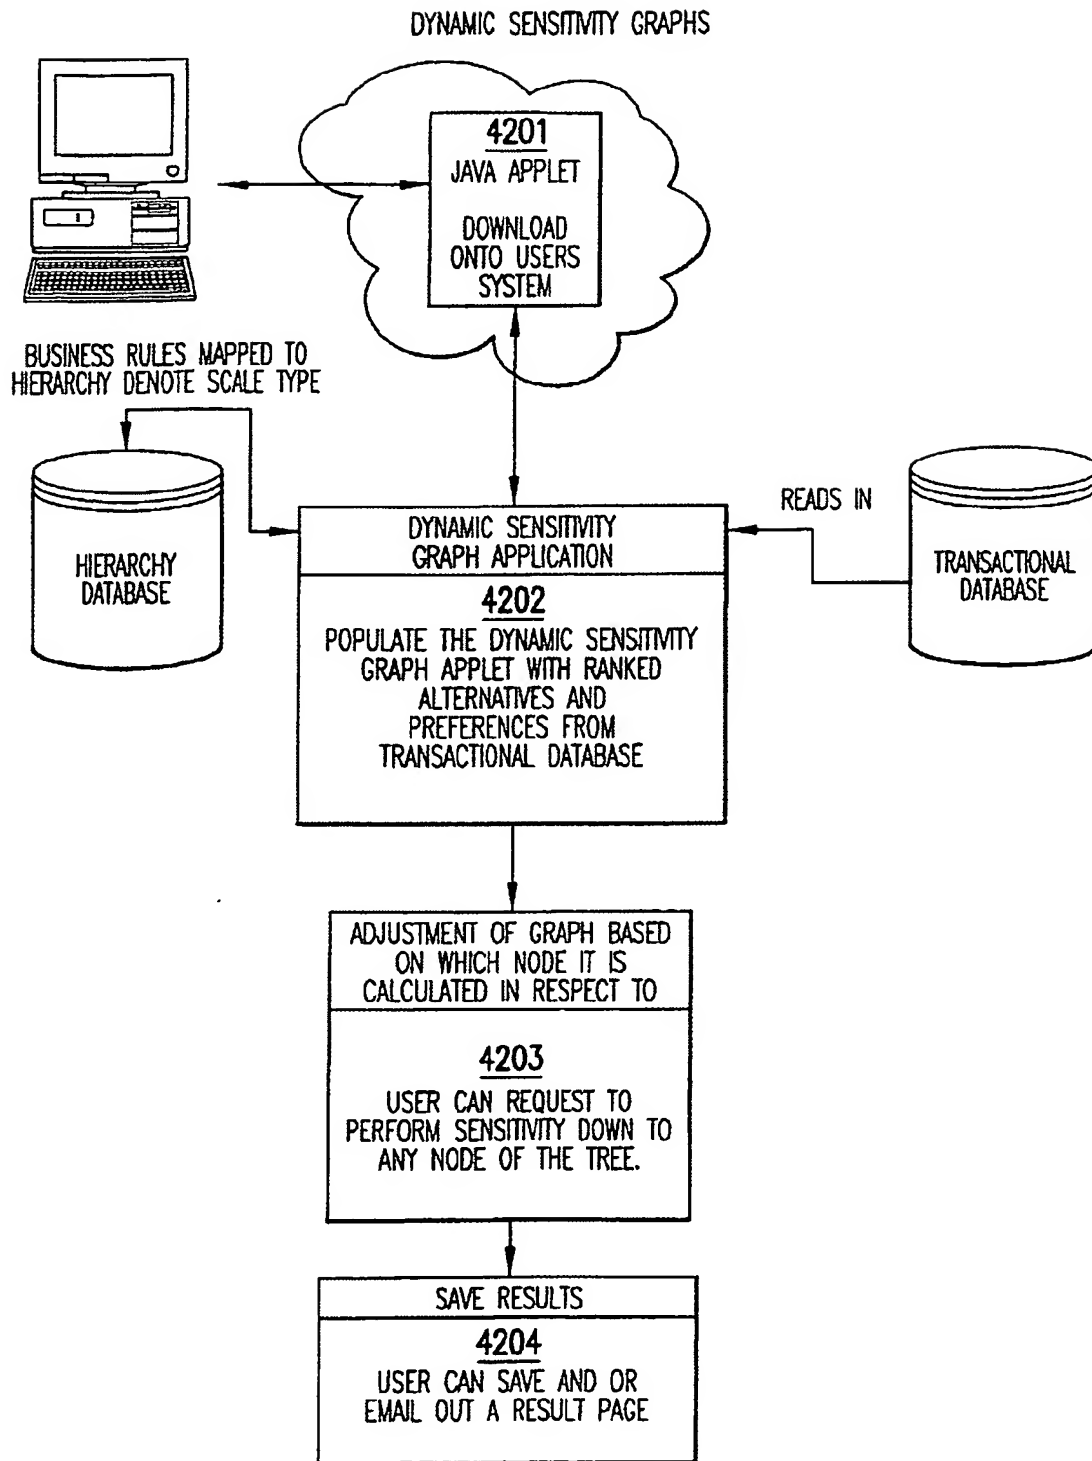 DYNAMIC SENSITIVITY GRAPHS
4201
JAVA APPLET
DOWNLOAD
ONTO USERS
SYSTEM
BUSINESS RULES MAPPED TO
HIERARCHY DENOTE SCALE TYPE
HIERARCHY
DATABASE
READS IN
TRANSACTIONAL
DATABASE
DYNAMIC SENSITIVITY
GRAPH APPLICATION
4202
POPULATE THE DYNAMIC SENSITIVITY
GRAPH APPLET WITH RANKED
ALTERNATIVES AND
PREFERENCES FROM
TRANSACTIONAL DATABASE
ADJUSTMENT OF GRAPH BASED
ON WHICH NODE IT IS
CALCULATED IN RESPECT TO
4203
USER CAN REQUEST TO
PERFORM SENSITIVITY DOWN TO
ANY NODE OF THE TREE.
SAVE RESULTS
4204
USER CAN SAVE AND OR
EMAIL OUT A RESULT PAGE